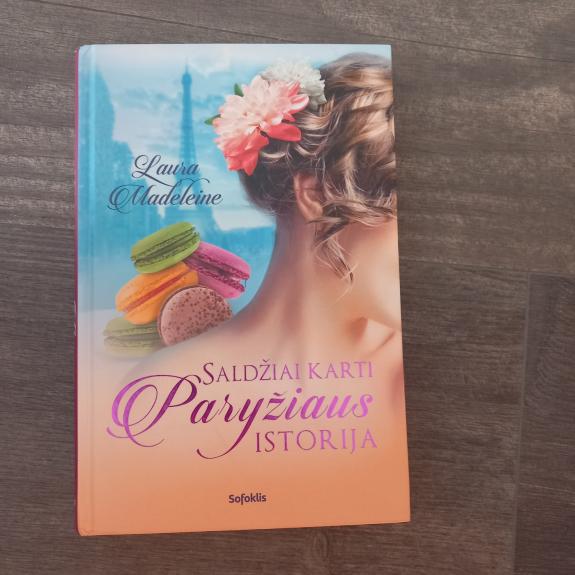 Laura
Madeleine
SALDŽIAI KARTI
Paryžiaus
ISTORIJA
Sofoklis